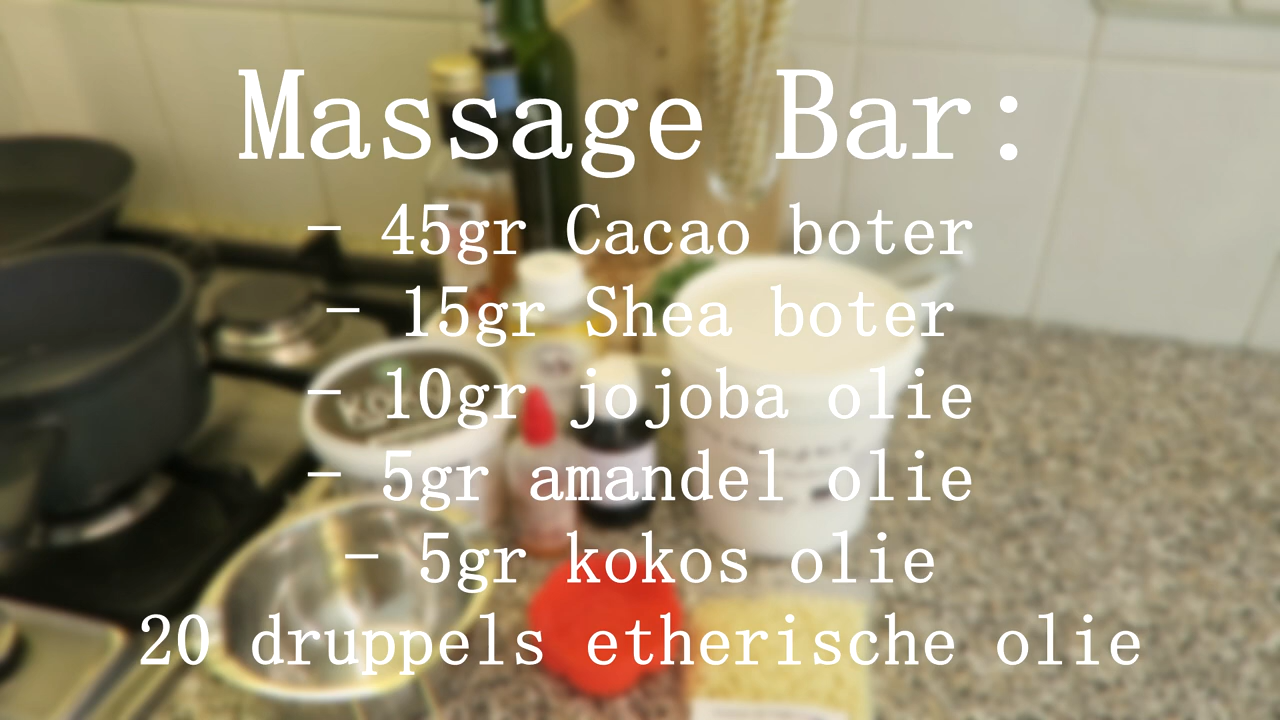 Massage Bar:
- 45gr Cacao boter
- 15gr Shea boter
- 10gr jojoba olie
- 5gr amandel olie
- 5gr kokos olie
20 druppels etherische olie